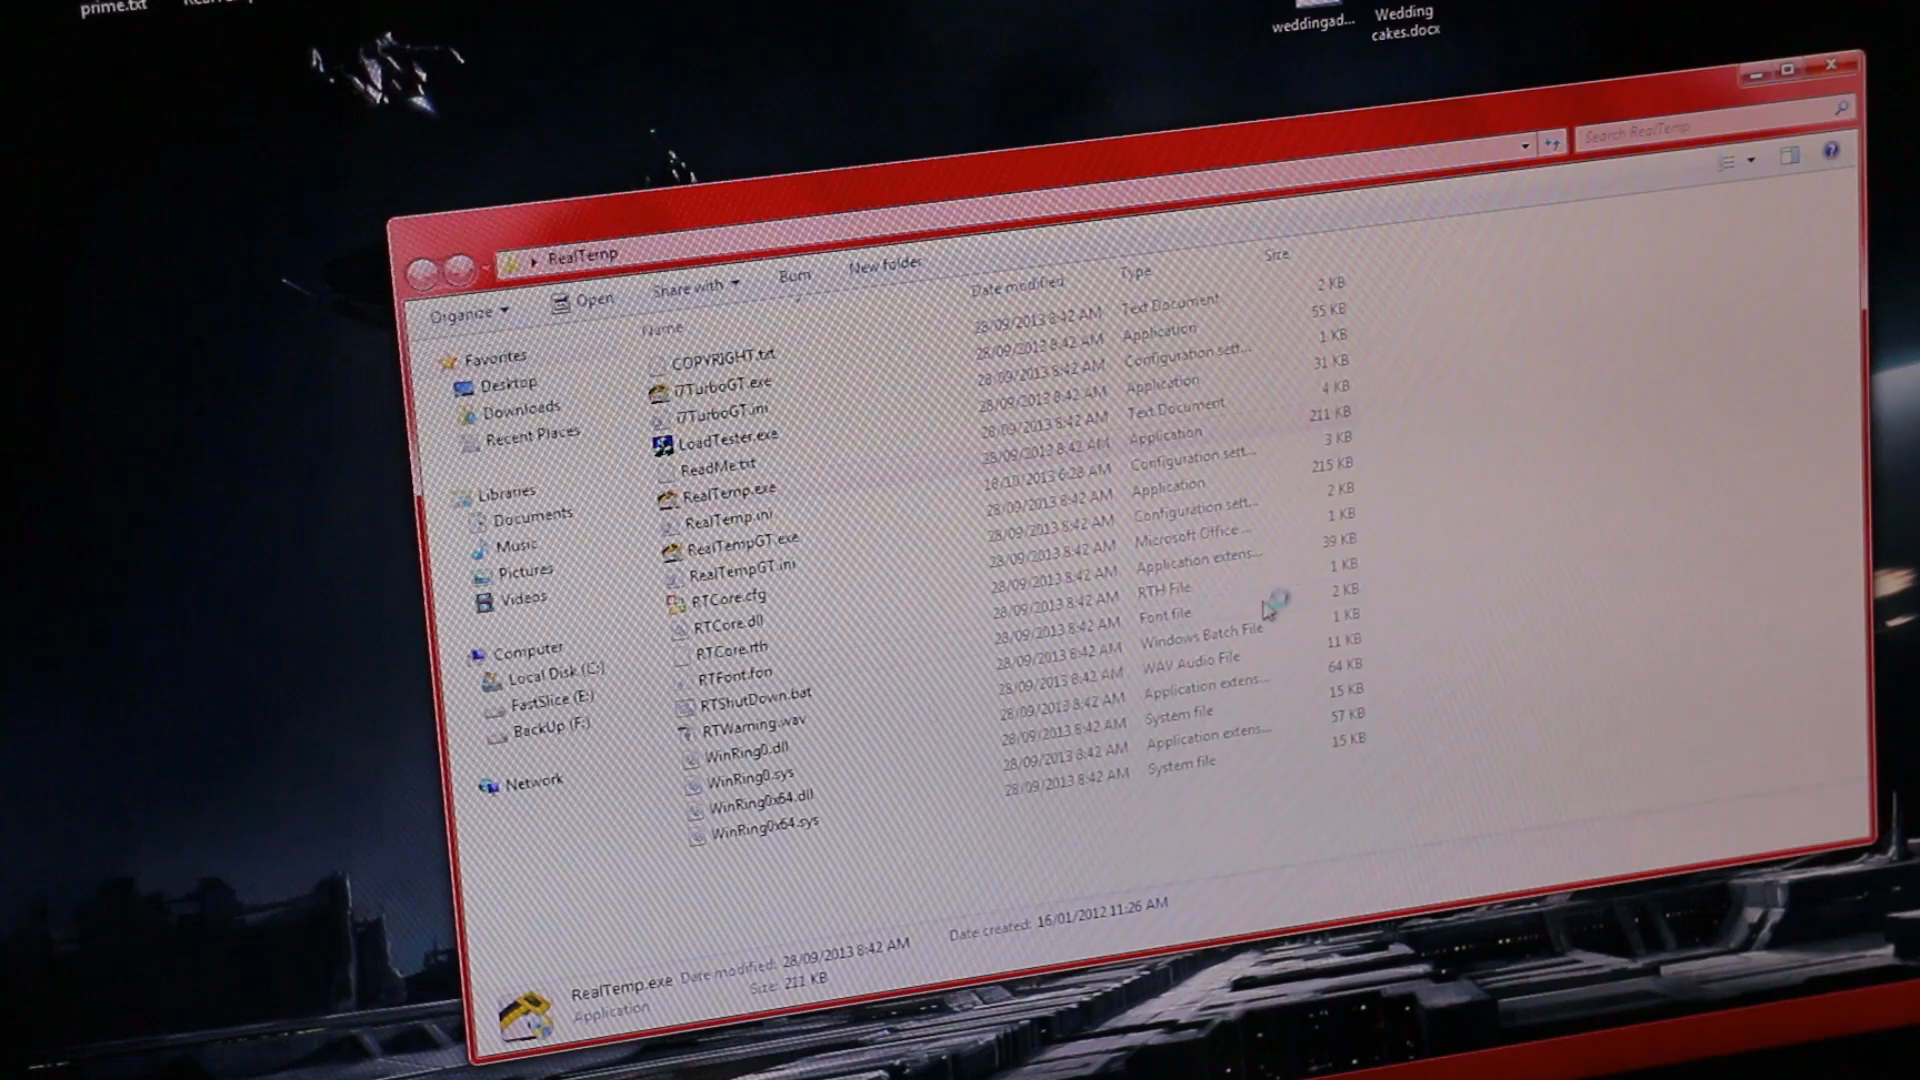 prime.txt
weddingad...
Wedding
cakes.docx
RealTemp
Search RealTemp
Organize Open Share with Burn New folder
Name Date modified Type Size
Favorites
Desktop
Downloads
Recent Places
Libraries
Documents
Music
Pictures
Videos
Computer
Local Disk (C:)
FastSlice (E:)
BackUp (F:)
Network
COPYRIGHT.txt 28/09/2013 8:42 AM Text Document 2 KB
i7TurboGT.exe 28/09/2013 8:42 AM Application 55 KB
i7TurboGT.ini 28/09/2013 8:42 AM Configuration sett... 1 KB
LoadTester.exe 28/09/2013 8:42 AM Application 31 KB
ReadMe.txt 28/09/2013 8:42 AM Text Document 4 KB
RealTemp.exe 28/09/2013 8:42 AM Application 211 KB
RealTemp.ini 18/10/2013 6:28 AM Configuration sett... 3 KB
RealTempGT.exe 28/09/2013 8:42 AM Application 215 KB
RealTempGT.ini 28/09/2013 8:42 AM Configuration sett... 2 KB
RTCore.cfg 28/09/2013 8:42 AM Microsoft Office ... 1 KB
RTCore.dll 28/09/2013 8:42 AM Application extens... 39 KB
RTCore.rth 28/09/2013 8:42 AM RTH File 1 KB
RTFont.fon 28/09/2013 8:42 AM Font file 2 KB
RTShutDown.bat 28/09/2013 8:42 AM Windows Batch File 1 KB
RTWarning.wav 28/09/2013 8:42 AM WAV Audio File 11 KB
WinRing0.dll 28/09/2013 8:42 AM Application extens... 64 KB
WinRing0.sys 28/09/2013 8:42 AM System file 15 KB
WinRing0x64.dll 28/09/2013 8:42 AM Application extens... 57 KB
WinRing0x64.sys 28/09/2013 8:42 AM System file 15 KB
RealTemp.exe Date modified: 28/09/2013 8:42 AM Date created: 16/01/2012 11:26 AM
Application Size: 211 KB